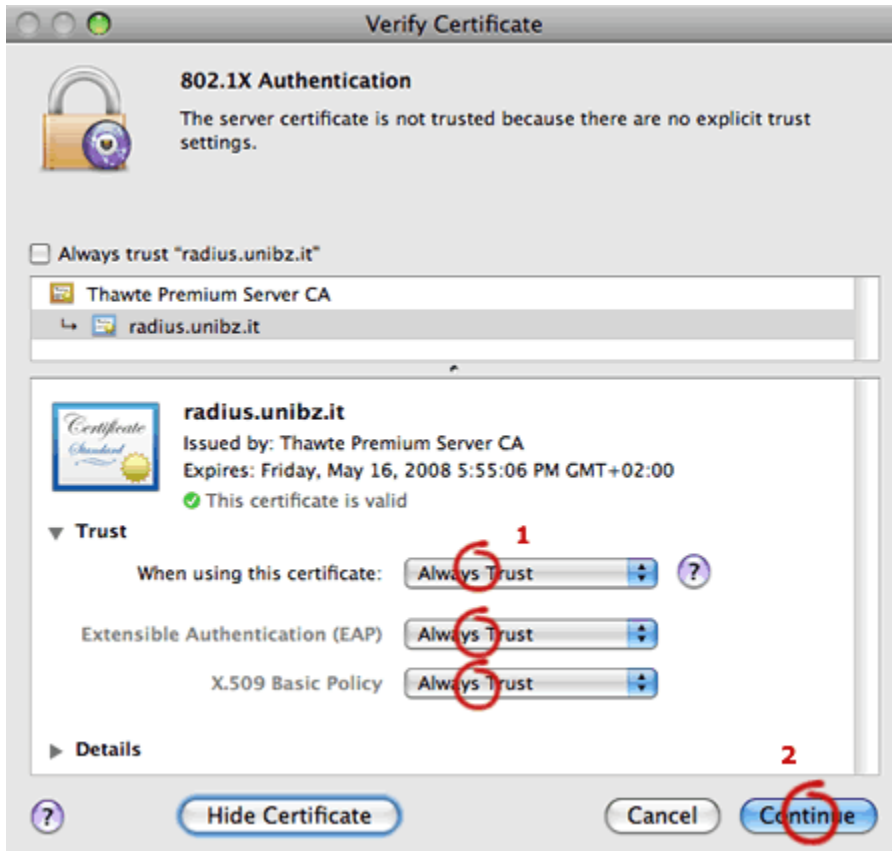 Verify Certificate
802.1X Authentication
The server certificate is not trusted because there are no explicit trust
settings.
Always trust "radius.unibz.it"
Thawte Premium Server CA
radius.unibz.it
Certificate
Standard
radius.unibz.it
Issued by: Thawte Premium Server CA
Expires: Friday, May 16, 2008 5:55:06 PM GMT+02:00
This certificate is valid
Trust
1
When using this certificate: Always Trust ?
Extensible Authentication (EAP) Always Trust
X.509 Basic Policy Always Trust
Details
2
? Hide Certificate Cancel Continue